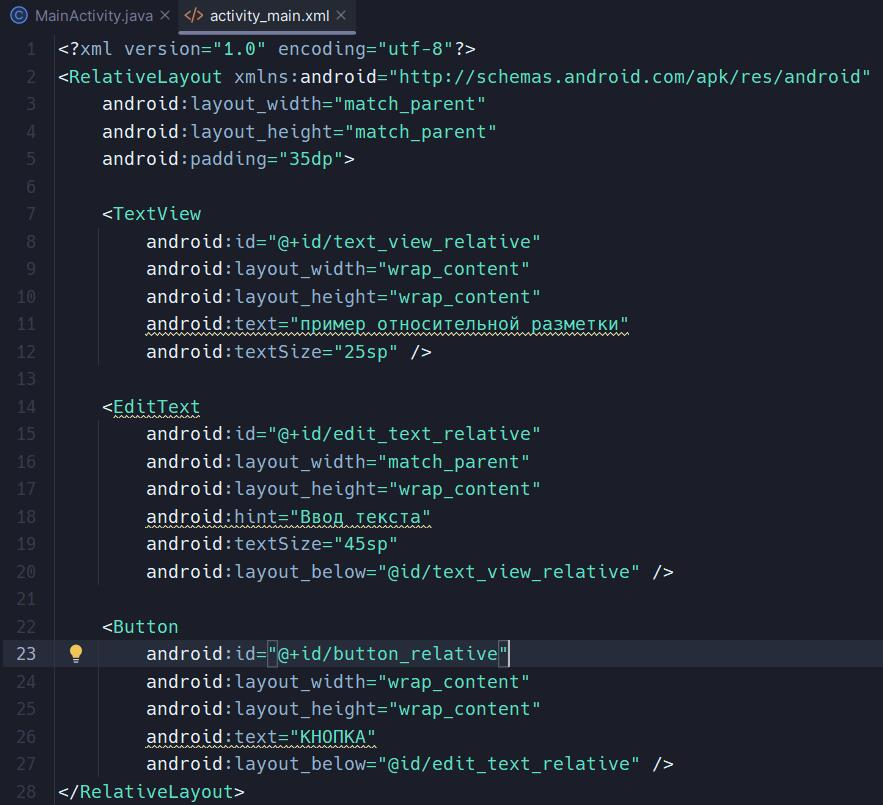 MainActivity.java
activity_main.xml
1 <?xml version="1.0" encoding="utf-8"?>
2 <RelativeLayout xmlns:android="http://schemas.android.com/apk/res/android"
3     android:layout_width="match_parent"
4     android:layout_height="match_parent"
5     android:padding="35dp">
6
7     <TextView
8         android:id="@+id/text_view_relative"
9         android:layout_width="wrap_content"
10         android:layout_height="wrap_content"
11         android:text="пример относительной разметки"
12         android:textSize="25sp" />
13
14     <EditText
15         android:id="@+id/edit_text_relative"
16         android:layout_width="match_parent"
17         android:layout_height="wrap_content"
18         android:hint="Ввод текста"
19         android:textSize="45sp"
20         android:layout_below="@id/text_view_relative" />
21
22     <Button
23         android:id="@+id/button_relative"
24         android:layout_width="wrap_content"
25         android:layout_height="wrap_content"
26         android:text="КНОПКА"
27         android:layout_below="@id/edit_text_relative" />
28 </RelativeLayout>